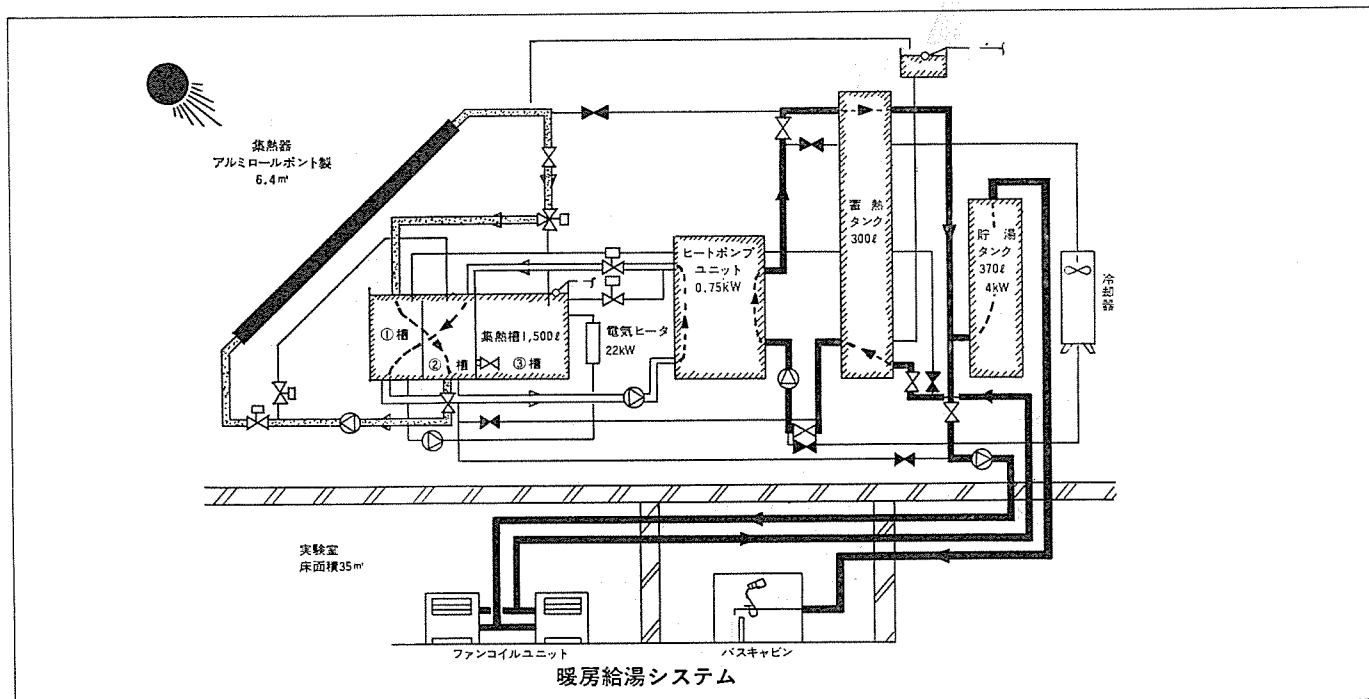 集熱器
アルミロールボント製
6.4㎡
①槽
② 槽
集熱槽1,500ℓ
③槽
電気ヒータ
22kW
ヒートポンプ
ユニット
0.75kW
蓄熱
タンク
300ℓ
貯湯
タンク
370ℓ
4kW
冷却器
実験室
床面積35㎡
ファンコイルユニット
バスキャビン
暖房給湯システム